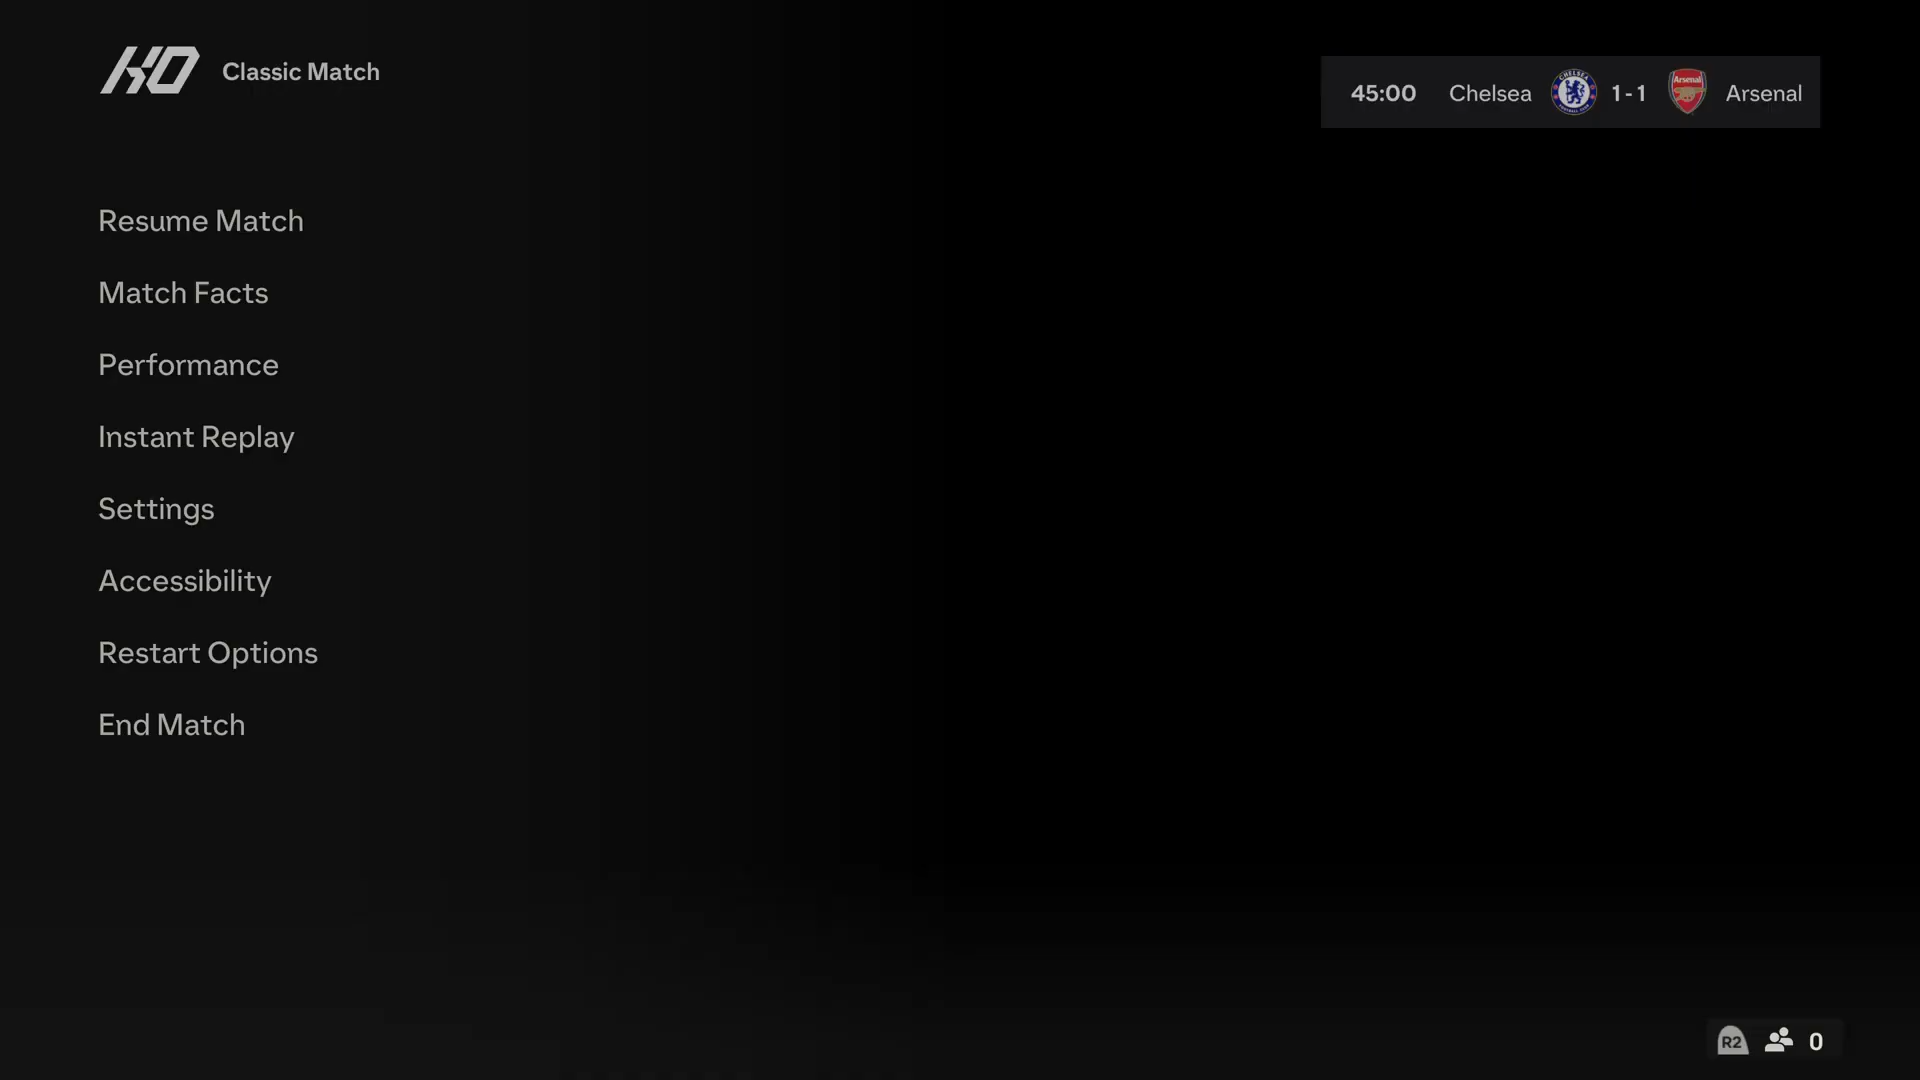 KO Classic Match
45:00 Chelsea 1-1 Arsenal
Resume Match
Match Facts
Performance
Instant Replay
Settings
Accessibility
Restart Options
End Match
R2 0